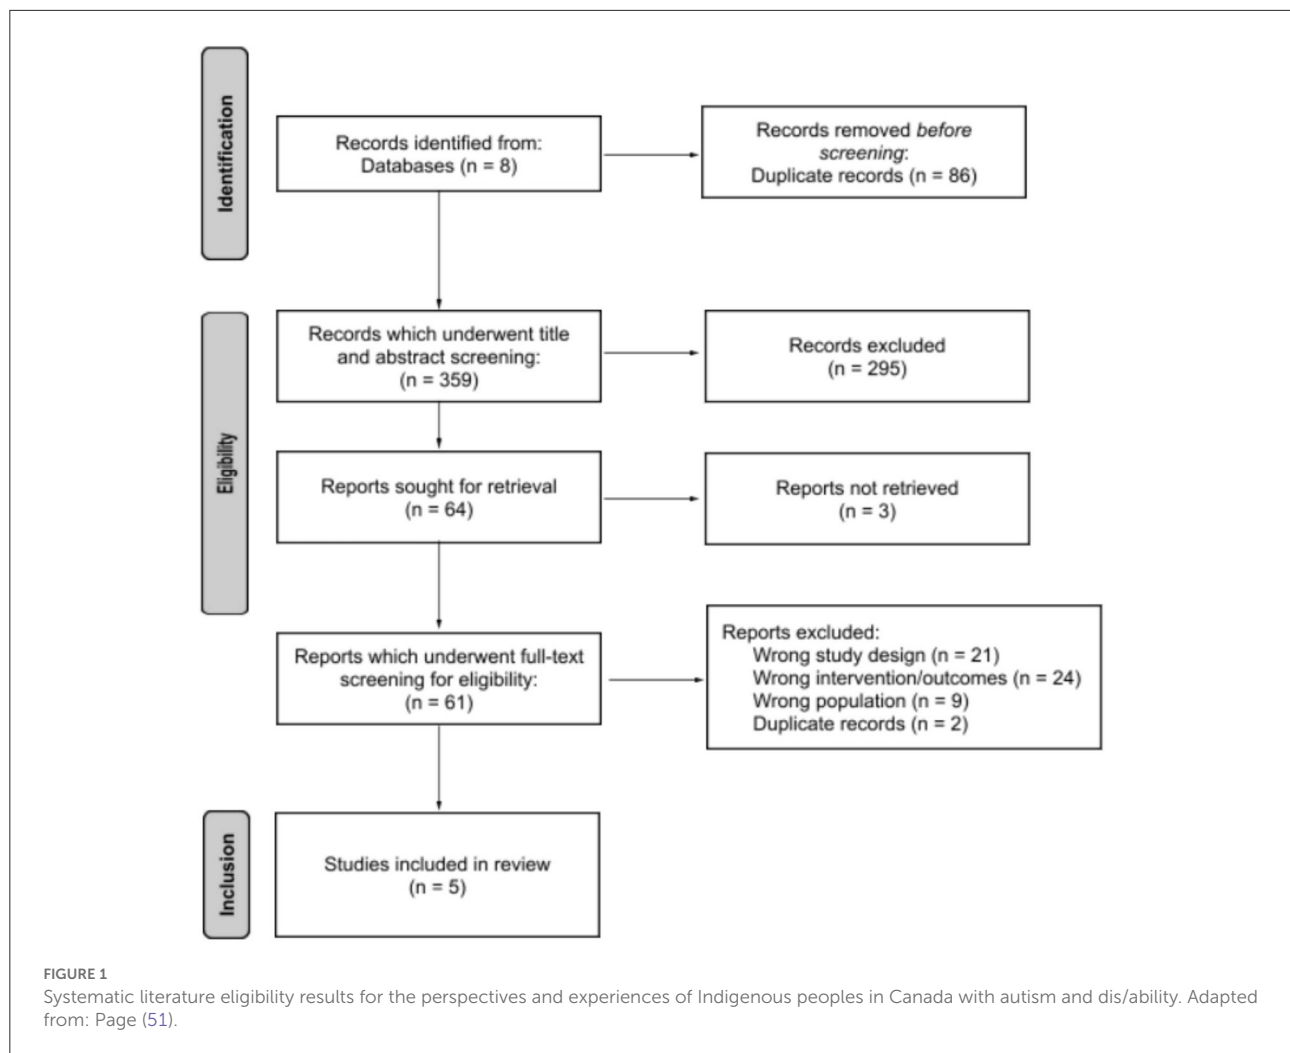 Identification
Records identified from:
Databases (n = 8)
Records removed before
screening:
Duplicate records (n = 86)
Eligibility
Records which underwent title
and abstract screening:
(n = 359)
Records excluded
(n = 295)
Reports sought for retrieval
(n = 64)
Reports not retrieved
(n = 3)
Reports which underwent full-text
screening for eligibility:
(n = 61)
Reports excluded:
Wrong study design (n = 21)
Wrong intervention/outcomes (n = 24)
Wrong population (n = 9)
Duplicate records (n = 2)
Inclusion
Studies included in review
(n = 5)
FIGURE 1
Systematic literature eligibility results for the perspectives and experiences of Indigenous peoples in Canada with autism and dis/ability. Adapted
from: Page (51).